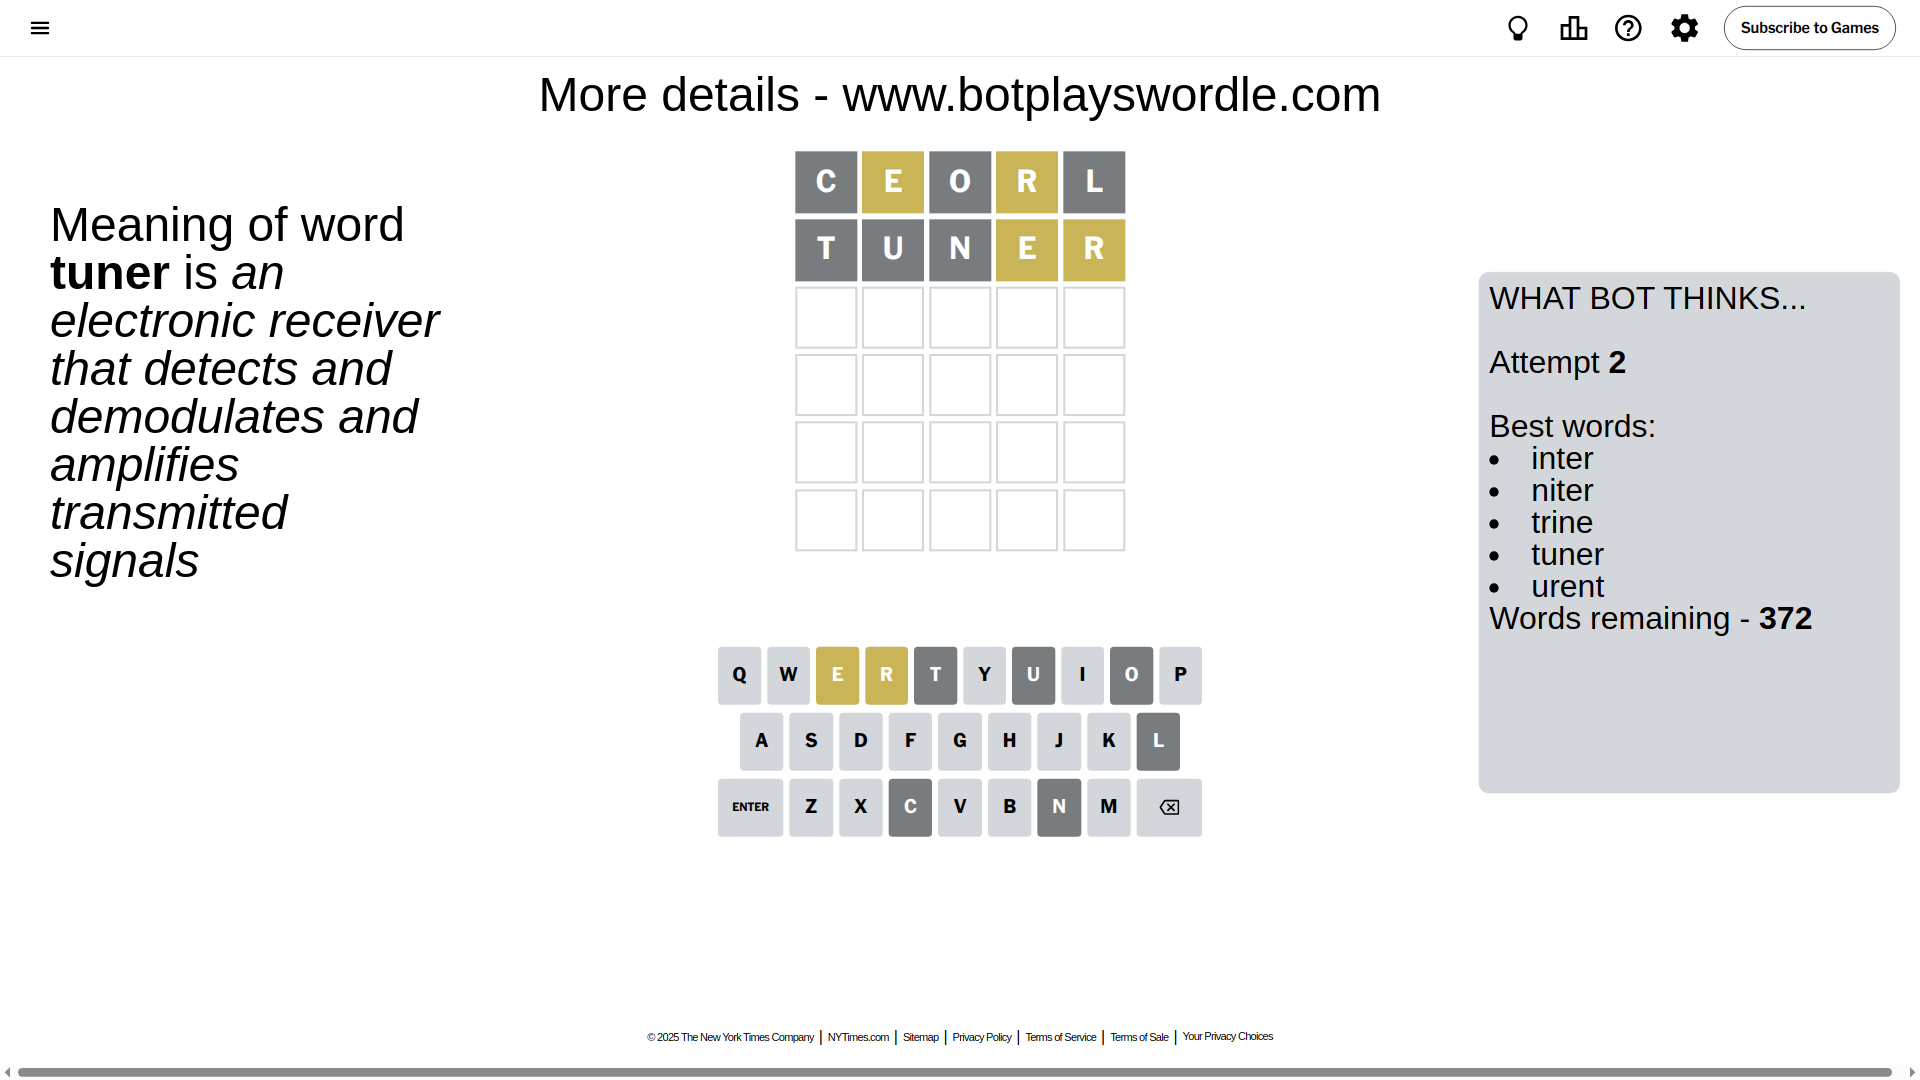 Subscribe to Games
More details - www.botplayswordle.com
Meaning of word
tuner is an
electronic receiver
that detects and
demodulates and
amplifies
transmitted
signals
C E O R L
T U N E R
WHAT BOT THINKS...
Attempt 2
Best words:
inter
niter
trine
tuner
urent
Words remaining - 372
Q W E R T Y U I O P
A S D F G H J K L
ENTER Z X C V B N M
© 2025 The New York Times Company | NYTimes.com | Sitemap | Privacy Policy | Terms of Service | Terms of Sale | Your Privacy Choices